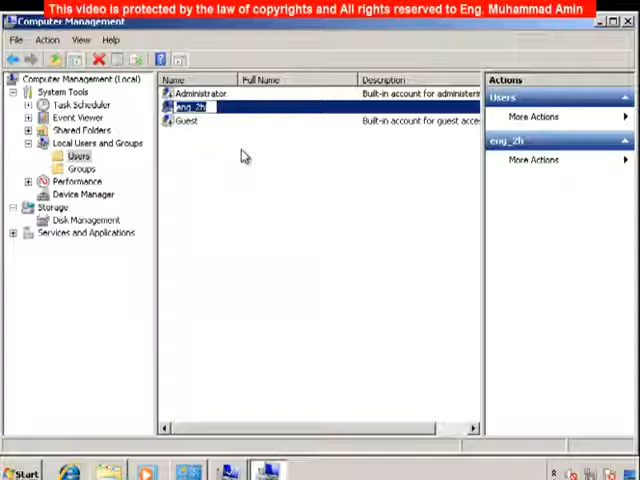 This video is protected by the law of copyrights and All rights reserved to Eng. Muhammad Amin
Computer Management
File Action View Help
Computer Management (Local)
System Tools
Task Scheduler
Event Viewer
Shared Folders
Local Users and Groups
Users
Groups
Performance
Device Manager
Storage
Disk Management
Services and Applications
Name Full Name Description
Administrator Built-in account for administeri
eng_2h
Guest Built-in account for guest acce
Actions
Users
More Actions
eng_2h
More Actions
Start